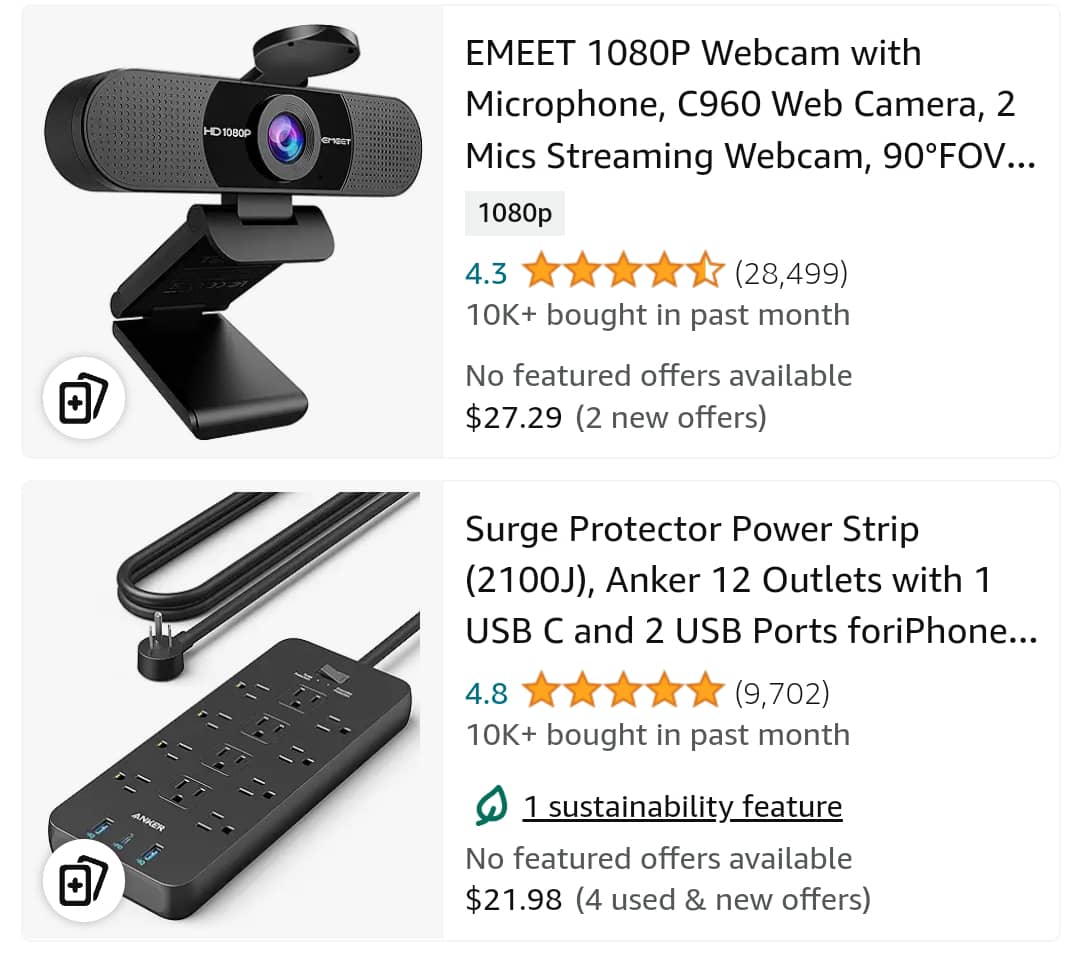 HD 1080P
EMEET
EMEET 1080P Webcam with
Microphone, C960 Web Camera, 2
Mics Streaming Webcam, 90°FOV...
1080p
4.3 (28,499)
10K+ bought in past month
No featured offers available
$27.29 (2 new offers)
ANKER
Surge Protector Power Strip
(2100J), Anker 12 Outlets with 1
USB C and 2 USB Ports foriPhone...
4.8 (9,702)
10K+ bought in past month
1 sustainability feature
No featured offers available
$21.98 (4 used & new offers)